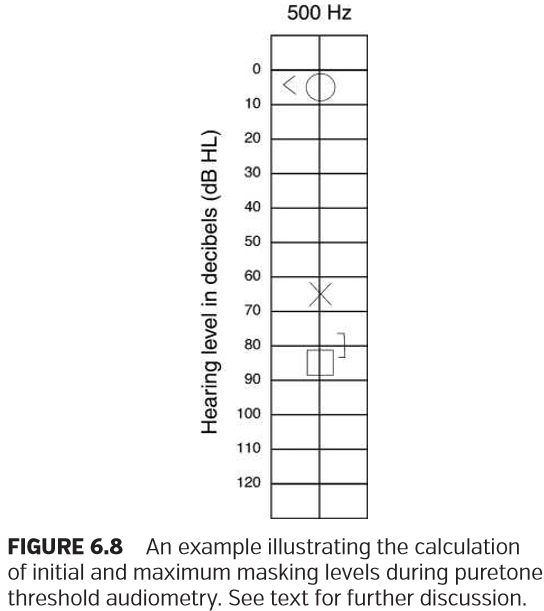 500 Hz
Hearing level in decibels (dB HL)
0
10
20
30
40
50
60
70
80
90
100
110
120
FIGURE 6.8 An example illustrating the calculation
of initial and maximum masking levels during puretone
threshold audiometry. See text for further discussion.